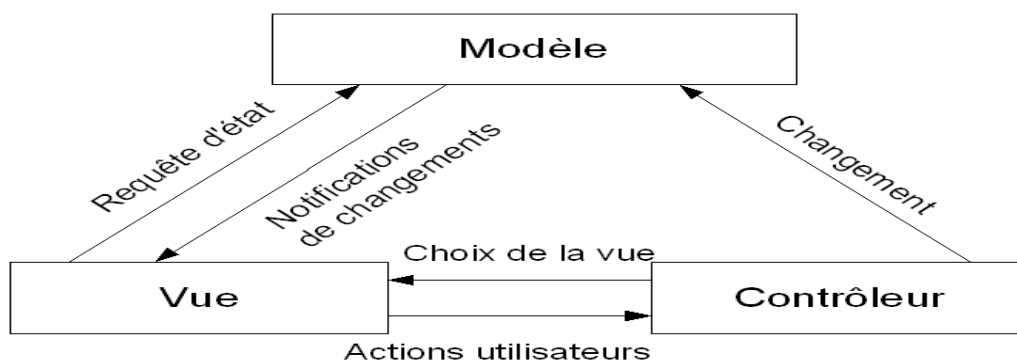 Modèle
Requête d'état
Notifications
de changements
Changement
Choix de la vue
Vue
Contrôleur
Actions utilisateurs